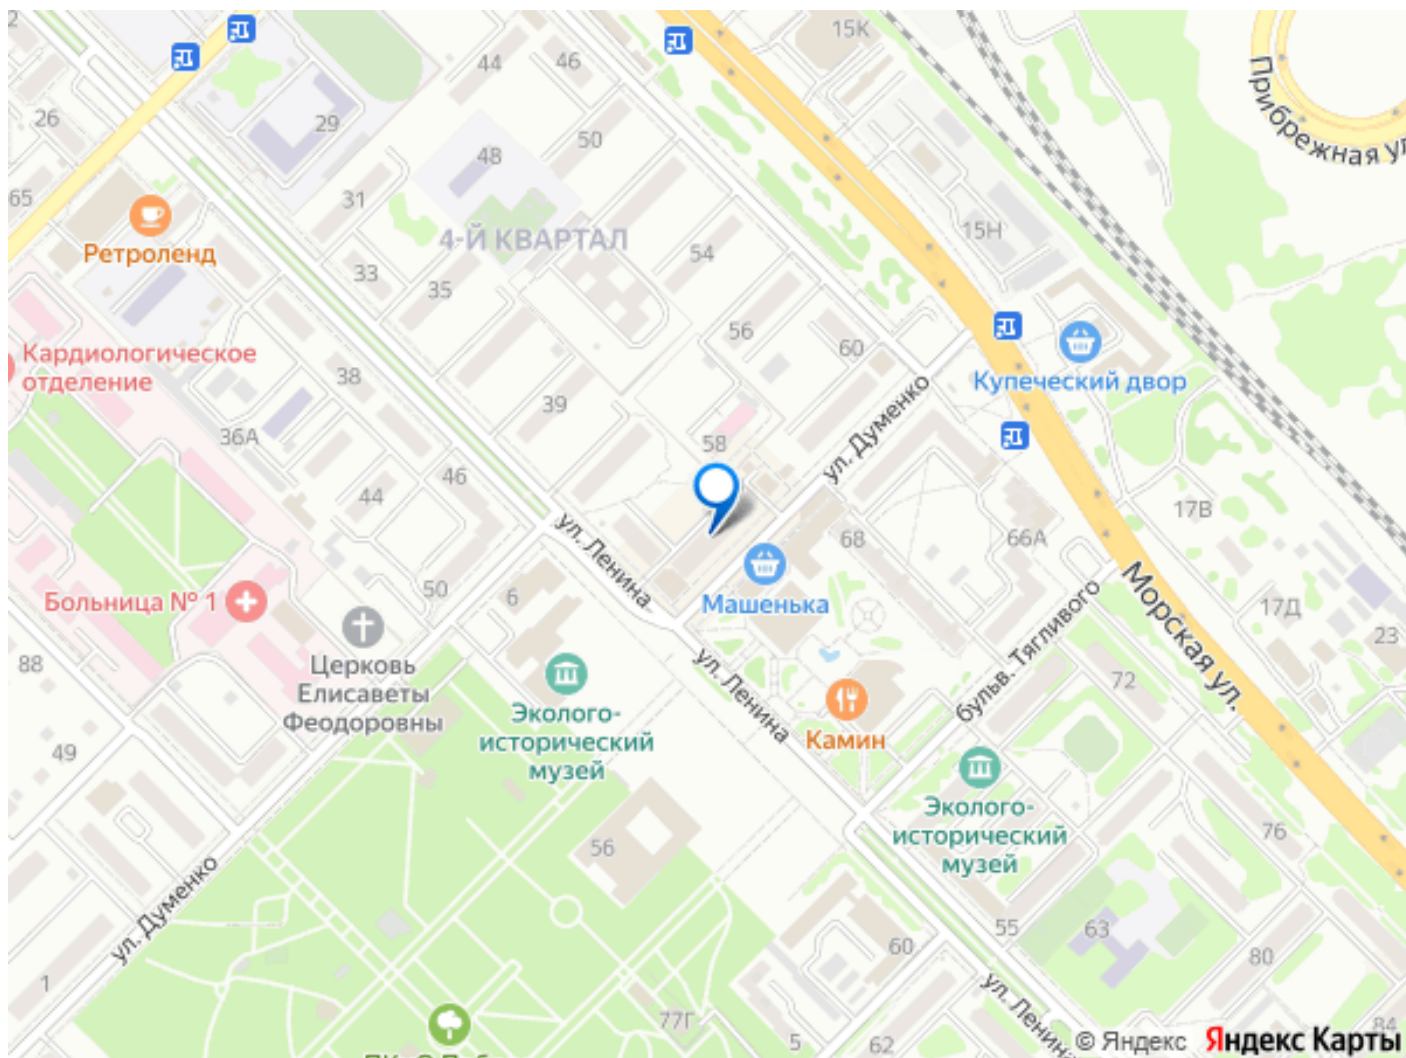 15К
44
46
Прибрежная ул
26
29
50
48
65
31
15Н
4-Й КВАРТАЛ
Ретроленд
54
33
35
56
60
Кардиологическое
отделение
Купеческий двор
38
ул. Думенко
39
36А
58
46
44
17В
ул. Ленина
68
66А
50
6
Больница № 1
Машенька
Морская ул.
17Д
23
88
Церковь
Елисаветы
Феодоровны
ул. Ленина
бульв. Тягливого
72
Эколого-
исторический
музей
Камин
49
Эколого-
исторический
музей
76
56
ул. Думенко
55
63
60
80
1
ул. Ленина
77Г
84
5
62
© Яндекс
Яндекс Карты